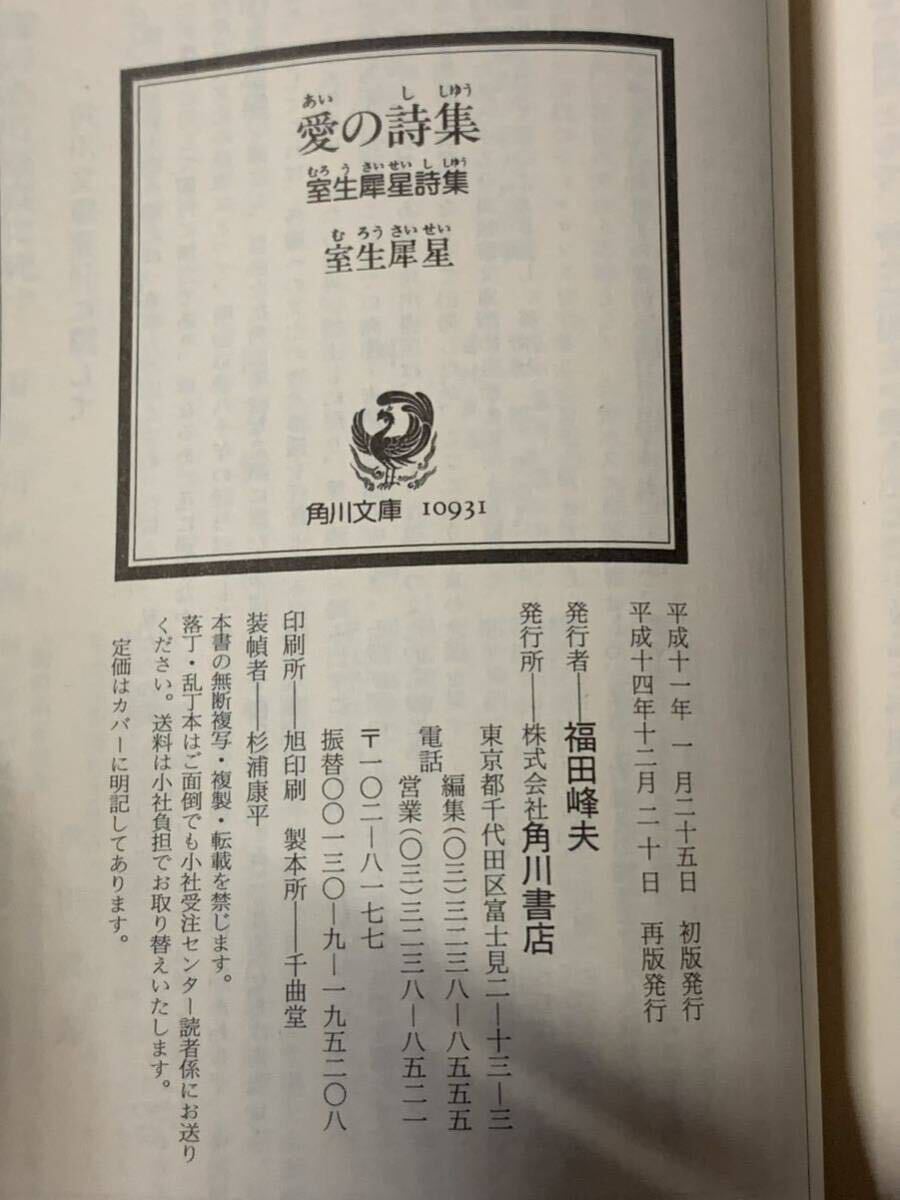 愛の詩集
室生犀星詩集
室生犀星
角川文庫 10931
平成十一年 一月二十五日 初版発行
平成十四年十二月二十日 再版発行
発行者──福田峰夫
発行所──株式会社角川書店
東京都千代田区富士見二─十三─三
電話 編集(〇三)三二三八─八五五五
営業(〇三)三二三八─八五二一
〒一〇二─八一七七
振替〇〇一三〇─九─一九五二〇八
印刷所──旭印刷 製本所──千曲堂
装幀者──杉浦康平
本書の無断複写・複製・転載を禁じます。
落丁・乱丁本はご面倒でも小社受注センター読者係にお送り
ください。送料は小社負担でお取り替えいたします。
定価はカバーに明記してあります。